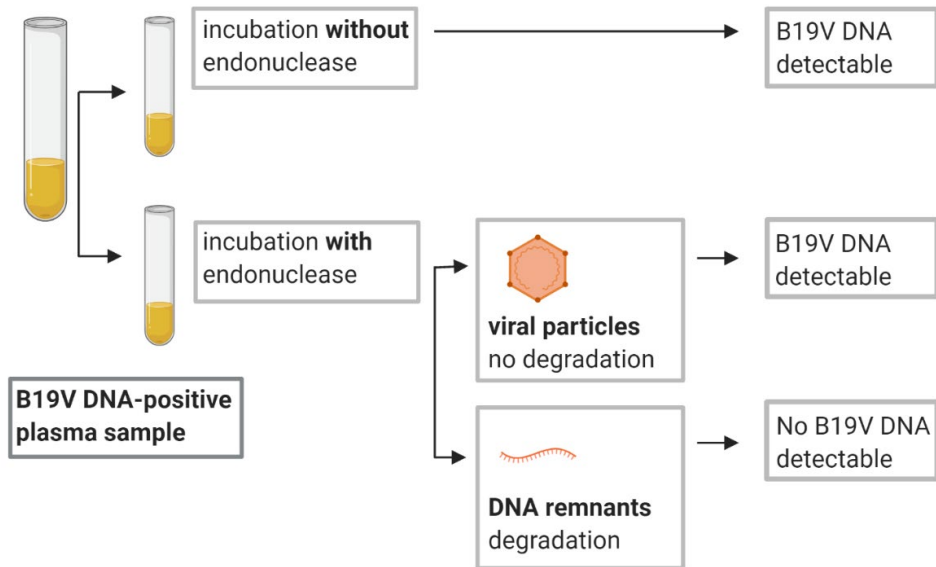 incubation without
endonuclease
B19V DNA
detectable
incubation with
endonuclease
viral particles
no degradation
B19V DNA
detectable
B19V DNA-positive
plasma sample
DNA remnants
degradation
No B19V DNA
detectable